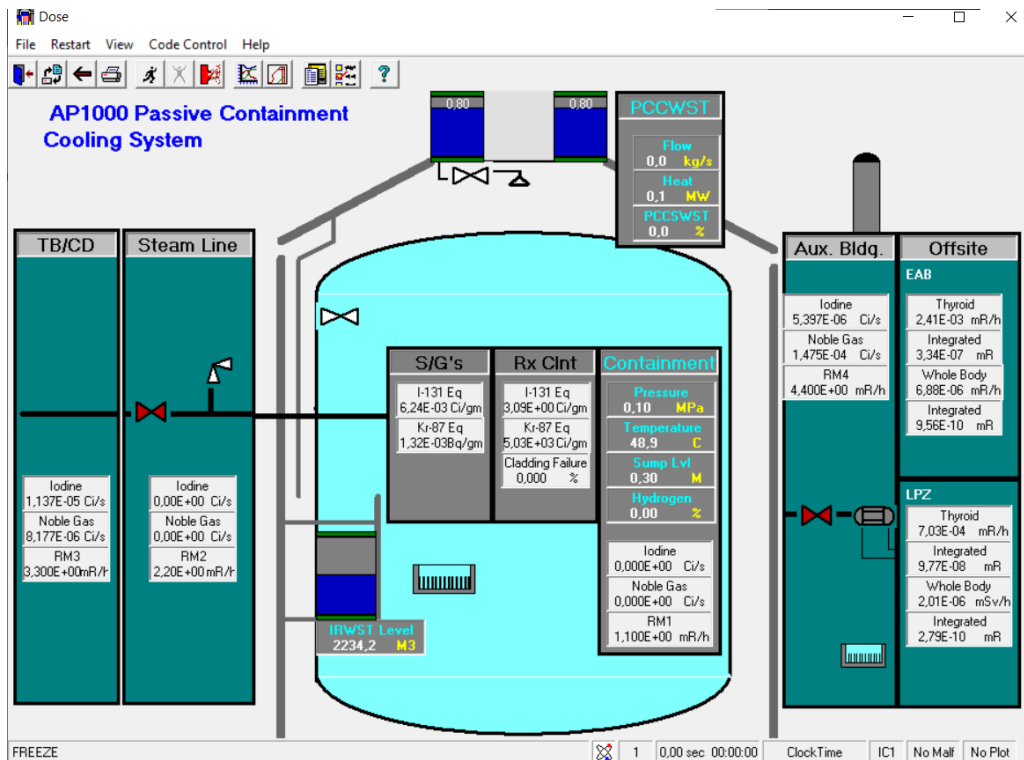 Dose
File Restart View Code Control Help
AP1000 Passive Containment
Cooling System
0,80
0,80
PCCWST
Flow
0,0 kg/s
Heat
0,1 MW
PCCSWST
0,0 %
TB/CD
Iodine
1,137E-05 Ci/s
Noble Gas
8,177E-06 Ci/s
RM3
3,300E+00mR/h
Steam Line
Iodine
0,00E+00 Ci/s
Noble Gas
0,00E+00 Ci/s
RM2
2,20E+00 mR/h
S/G's
I-131 Eq
6,24E-03 Ci/gm
Kr-87 Eq
1,32E-03Bq/gm
Rx Clnt
I-131 Eq
3,09E+00 Ci/gm
Kr-87 Eq
5,03E+03 Ci/gm
Cladding Failure
0,000 %
Containment
Pressure
0,10 MPa
Temperature
48,9 C
Sump Lvl
0,30 M
Hydrogen
0,00 %
Iodine
0,000E+00 Ci/s
Noble Gas
0,000E+00 Ci/s
RM1
1,100E+00 mR/h
IRWST Level
2234,2 M3
Aux. Bldg.
Iodine
5,397E-06 Ci/s
Noble Gas
1,475E-04 Ci/s
RM4
4,400E+00 mR/h
Offsite
EAB
Thyroid
2,41E-03 mR/h
Integrated
3,34E-07 mR
Whole Body
6,88E-06 mR/h
Integrated
9,56E-10 mR
LPZ
Thyroid
7,03E-04 mR/h
Integrated
9,77E-08 mR
Whole Body
2,01E-06 mSv/h
Integrated
2,79E-10 mR
FREEZE
1 0,00 sec 00:00:00 ClockTime IC1 No Malf No Plot